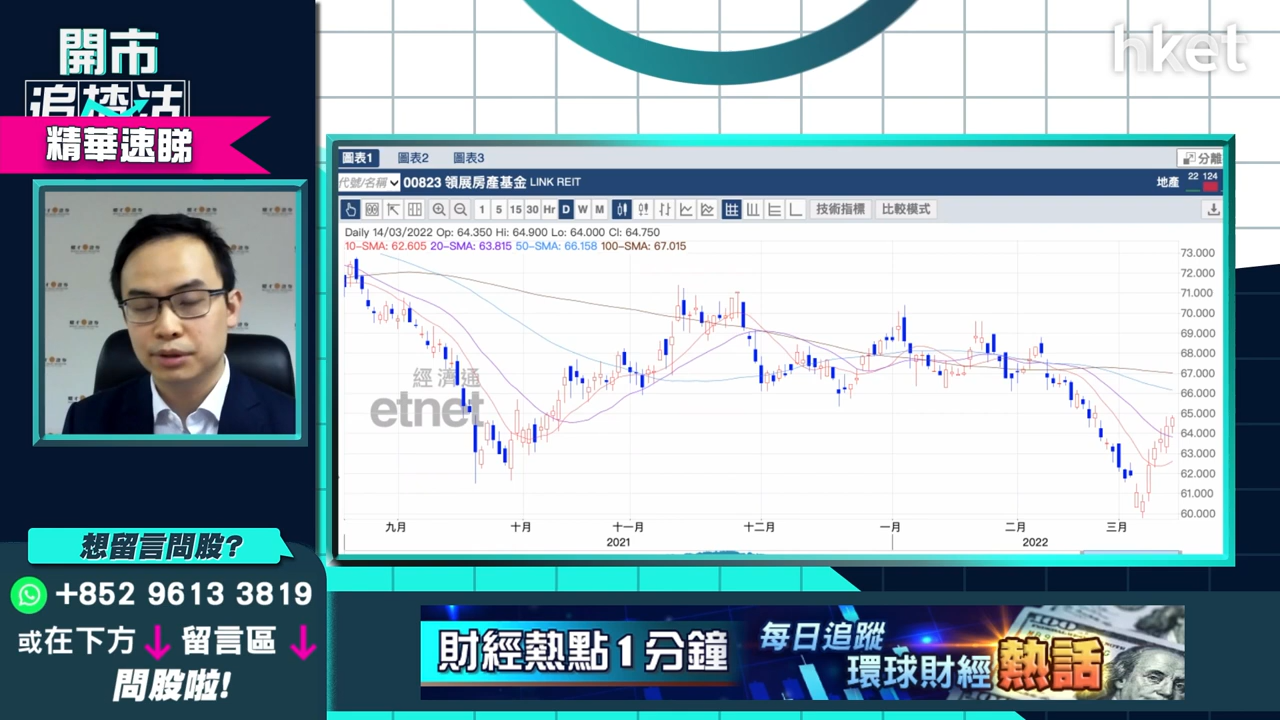 開市
追揸沽
精華速睇
hket
圖表1 圖表2 圖表3
分離
代號/名稱 00823 領展房產基金 LINK REIT
地產 22 124
1 5 15 30 Hr D W M 技術指標 比較模式
Daily 14/03/2022 Op: 64.350 Hi: 64.900 Lo: 64.000 Cl: 64.750
10-SMA: 62.605 20-SMA: 63.815 50-SMA: 66.158 100-SMA: 67.015
73.000
72.000
71.000
70.000
69.000
68.000
67.000
66.000
65.000
64.000
63.000
62.000
61.000
60.000
經濟通
etnet
九月 十月 十一月 十二月 一月 二月 三月
2021 2022
想留言問股?
+852 9613 3819
或在下方 留言區
問股啦!
財經熱點1分鐘
每日追蹤
環球財經熱話